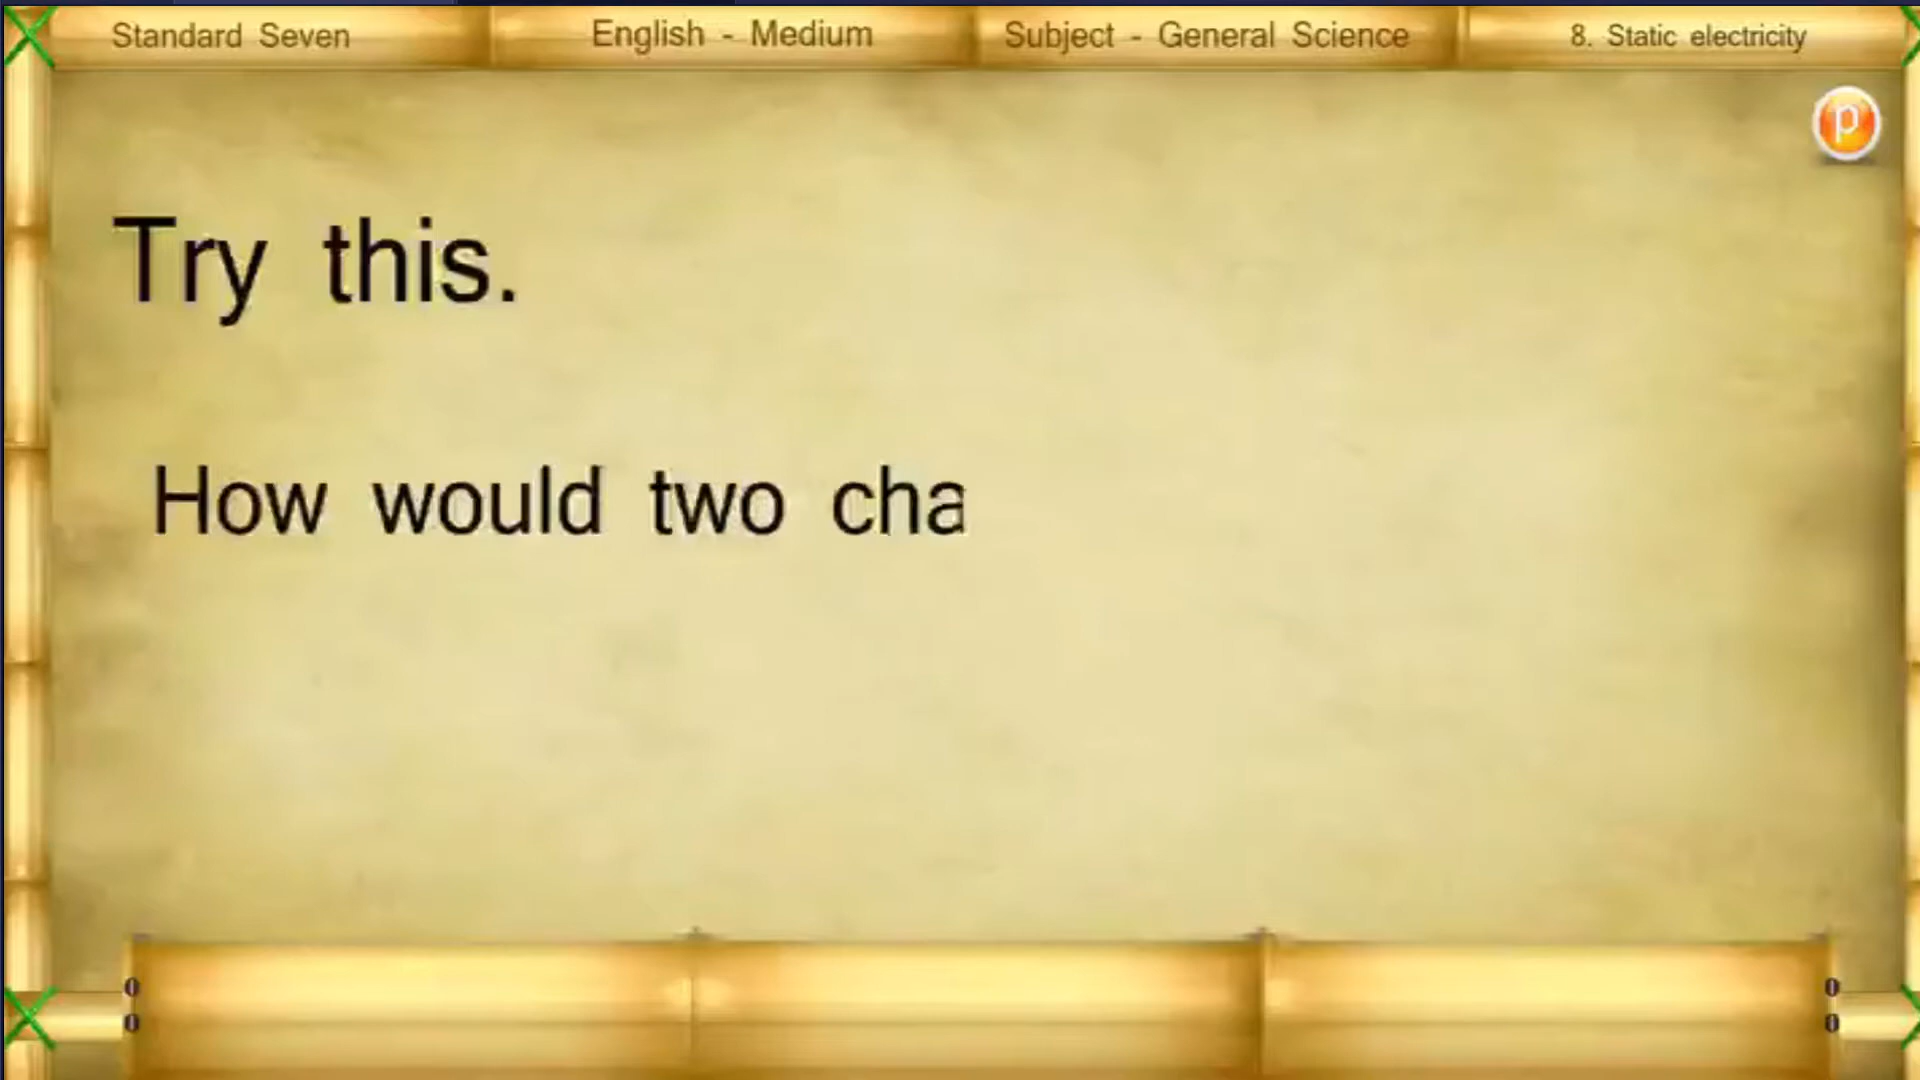 Standard Seven English - Medium Subject - General Science 8. Static electricity
p
Try this.
How would two cha